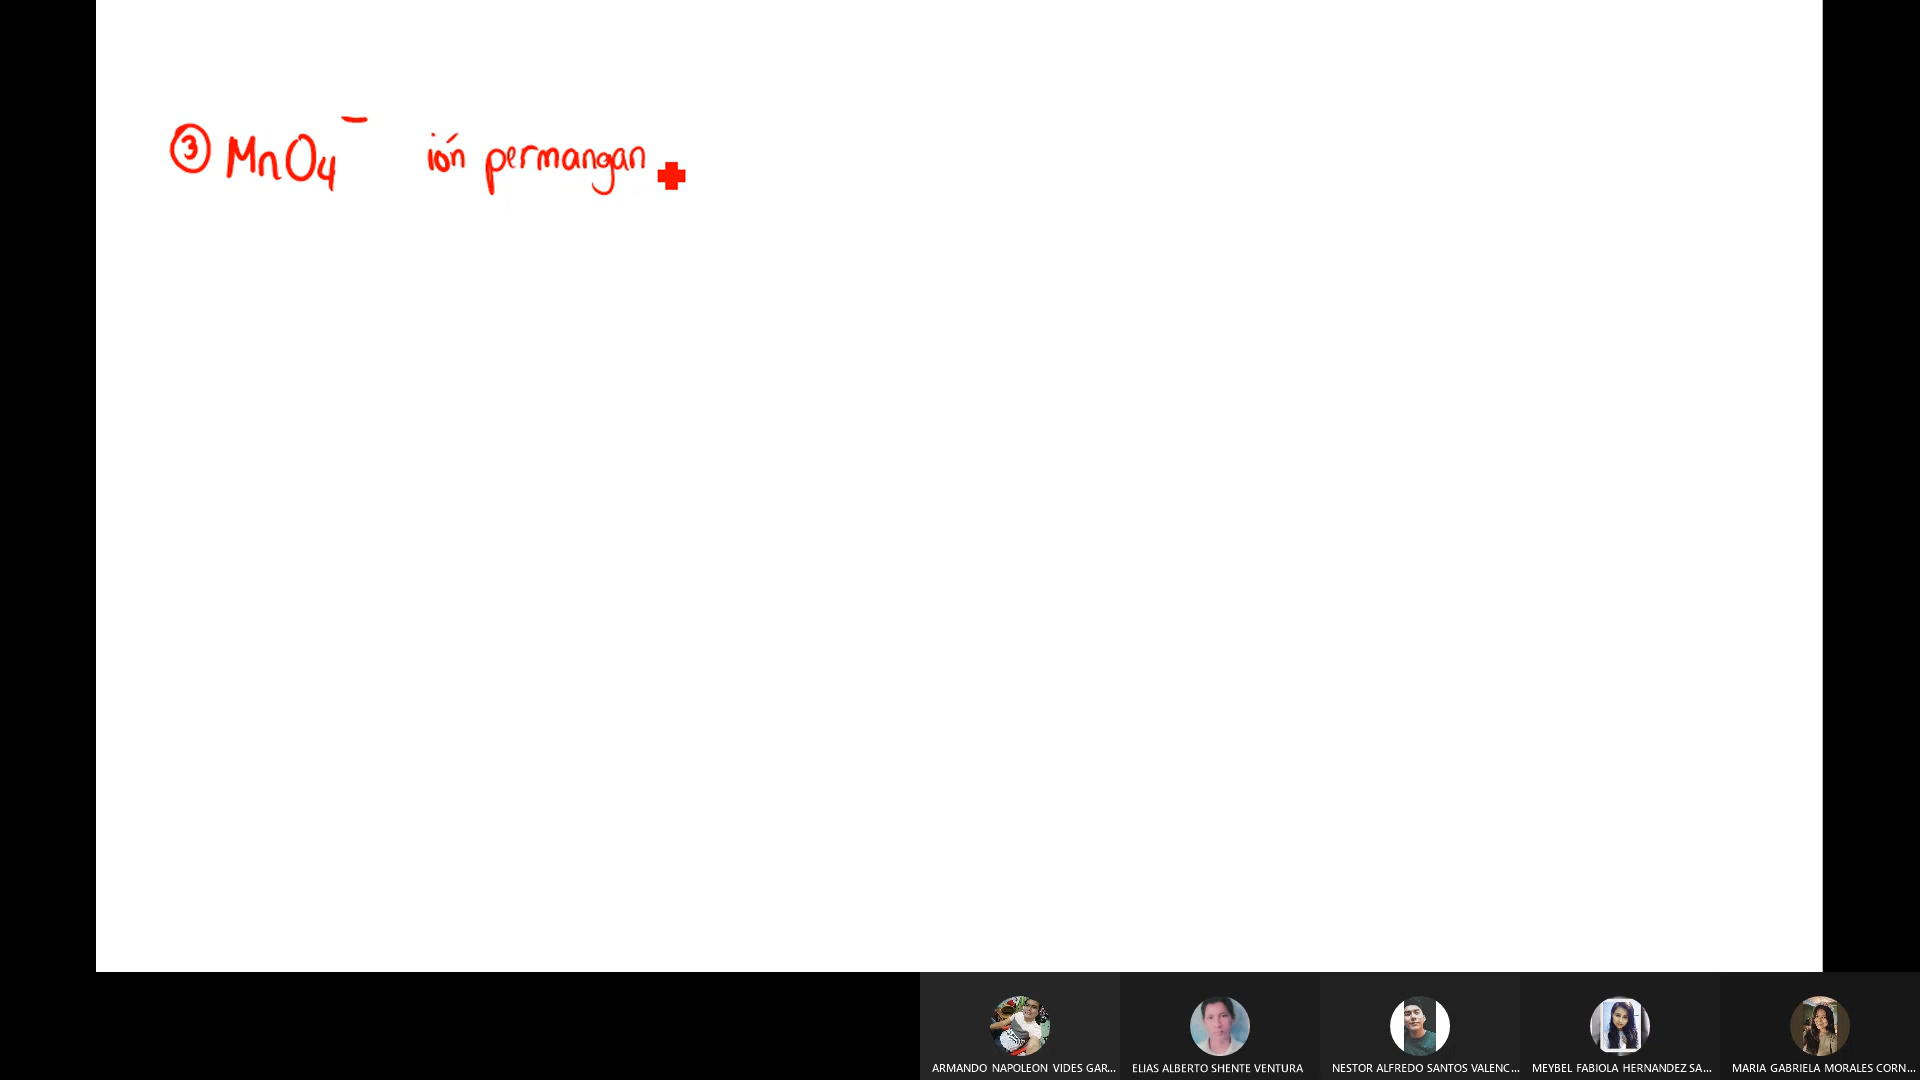 ③ MnO4⁻ ión permangan
ARMANDO NAPOLEON VIDES GAR...
ELIAS ALBERTO SHENTE VENTURA
NESTOR ALFREDO SANTOS VALENC...
MEYBEL FABIOLA HERNANDEZ SA...
MARIA GABRIELA MORALES CORN...